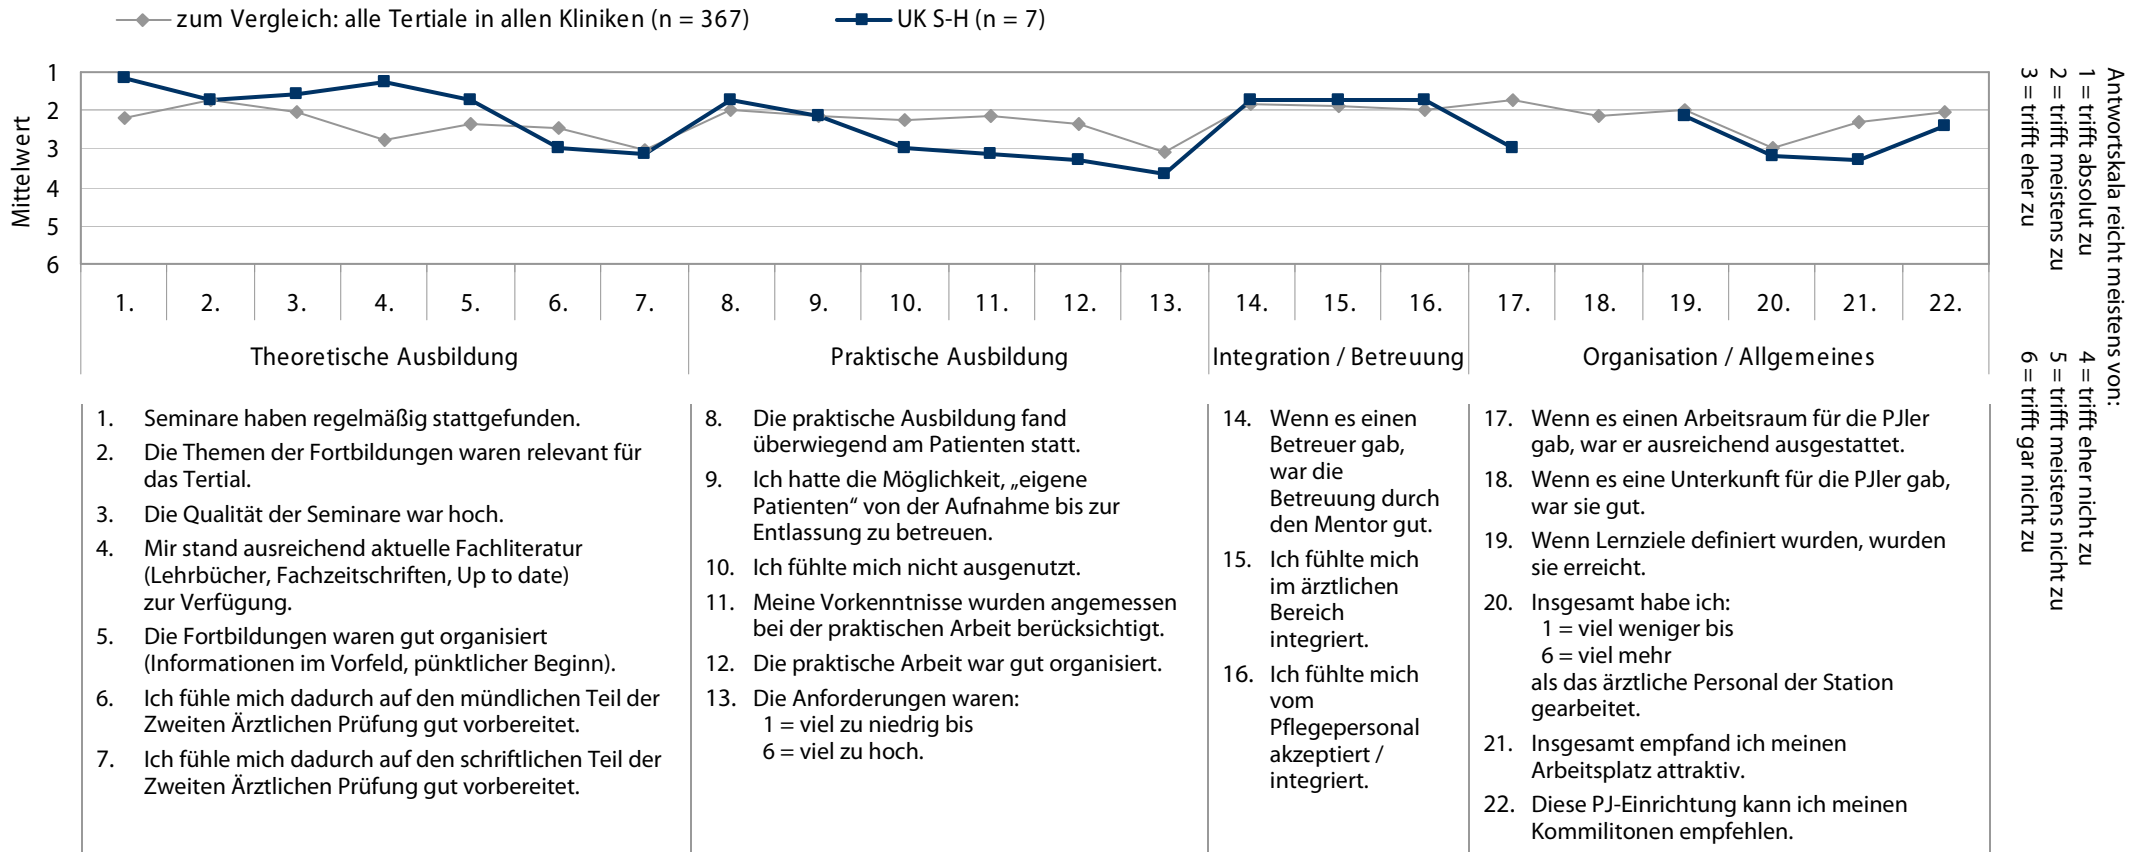 zum Vergleich: alle Tertiale in allen Kliniken (n = 367)
UK S-H (n = 7)
Mittelwert
1
2
3
4
5
6
1. 2. 3. 4. 5. 6. 7. 8. 9. 10. 11. 12. 13. 14. 15. 16. 17. 18. 19. 20. 21. 22.
Theoretische Ausbildung
Praktische Ausbildung
Integration / Betreuung
Organisation / Allgemeines
1. Seminare haben regelmäßig stattgefunden.
2. Die Themen der Fortbildungen waren relevant für
das Tertial.
3. Die Qualität der Seminare war hoch.
4. Mir stand ausreichend aktuelle Fachliteratur
(Lehrbücher, Fachzeitschriften, Up to date)
zur Verfügung.
5. Die Fortbildungen waren gut organisiert
(Informationen im Vorfeld, pünktlicher Beginn).
6. Ich fühle mich dadurch auf den mündlichen Teil der
Zweiten Ärztlichen Prüfung gut vorbereitet.
7. Ich fühle mich dadurch auf den schriftlichen Teil der
Zweiten Ärztlichen Prüfung gut vorbereitet.
8. Die praktische Ausbildung fand
überwiegend am Patienten statt.
9. Ich hatte die Möglichkeit, „eigene
Patienten“ von der Aufnahme bis zur
Entlassung zu betreuen.
10. Ich fühlte mich nicht ausgenutzt.
11. Meine Vorkenntnisse wurden angemessen
bei der praktischen Arbeit berücksichtigt.
12. Die praktische Arbeit war gut organisiert.
13. Die Anforderungen waren:
1 = viel zu niedrig bis
6 = viel zu hoch.
14. Wenn es einen
Betreuer gab,
war die
Betreuung durch
den Mentor gut.
15. Ich fühlte mich
im ärztlichen
Bereich
integriert.
16. Ich fühlte mich
vom
Pflegepersonal
akzeptiert /
integriert.
17. Wenn es einen Arbeitsraum für die PJler
gab, war er ausreichend ausgestattet.
18. Wenn es eine Unterkunft für die PJler gab,
war sie gut.
19. Wenn Lernziele definiert wurden, wurden
sie erreicht.
20. Insgesamt habe ich:
1 = viel weniger bis
6 = viel mehr
als das ärztliche Personal der Station
gearbeitet.
21. Insgesamt empfand ich meinen
Arbeitsplatz attraktiv.
22. Diese PJ-Einrichtung kann ich meinen
Kommilitonen empfehlen.
Antwortskala reicht meistens von:
1 = trifft absolut zu
2 = trifft meistens zu
3 = trifft eher zu
4 = trifft eher nicht zu
5 = trifft meistens nicht zu
6 = trifft gar nicht zu